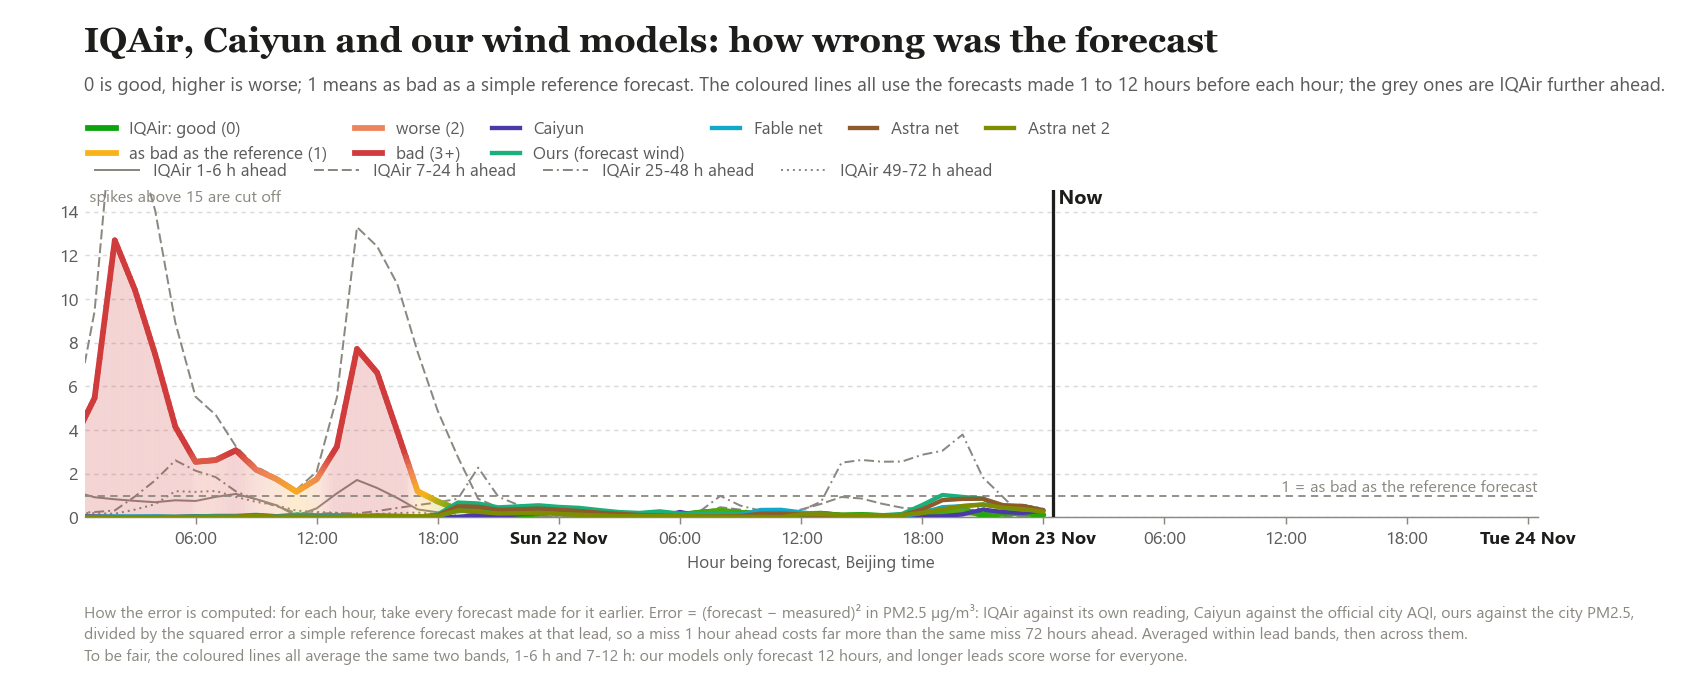 IQAir, Caiyun and our wind models: how wrong was the forecast
0 is good, higher is worse; 1 means as bad as a simple reference forecast. The coloured lines all use the forecasts made 1 to 12 hours before each hour; the grey ones are IQAir further ahead.
IQAir: good (0) worse (2) Caiyun Fable net Astra net Astra net 2
as bad as the reference (1) bad (3+) Ours (forecast wind)
IQAir 1-6 h ahead IQAir 7-24 h ahead IQAir 25-48 h ahead IQAir 49-72 h ahead
spikes above 15 are cut off
Now
14
12
10
8
6
4
2
1 = as bad as the reference forecast
0
06:00 12:00 18:00 Sun 22 Nov 06:00 12:00 18:00 Mon 23 Nov 06:00 12:00 18:00 Tue 24 Nov
Hour being forecast, Beijing time
How the error is computed: for each hour, take every forecast made for it earlier. Error = (forecast − measured)² in PM2.5 µg/m³: IQAir against its own reading, Caiyun against the official city AQI, ours against the city PM2.5,
divided by the squared error a simple reference forecast makes at that lead, so a miss 1 hour ahead costs far more than the same miss 72 hours ahead. Averaged within lead bands, then across them.
To be fair, the coloured lines all average the same two bands, 1-6 h and 7-12 h: our models only forecast 12 hours, and longer leads score worse for everyone.